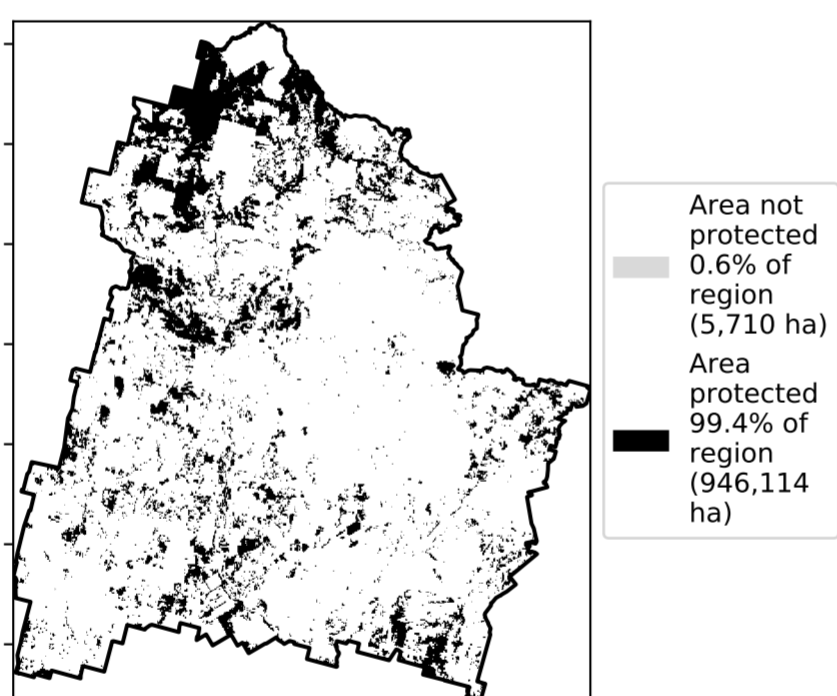 Area not
protected
0.6% of
region
(5,710 ha)
Area
protected
99.4% of
region
(946,114
ha)